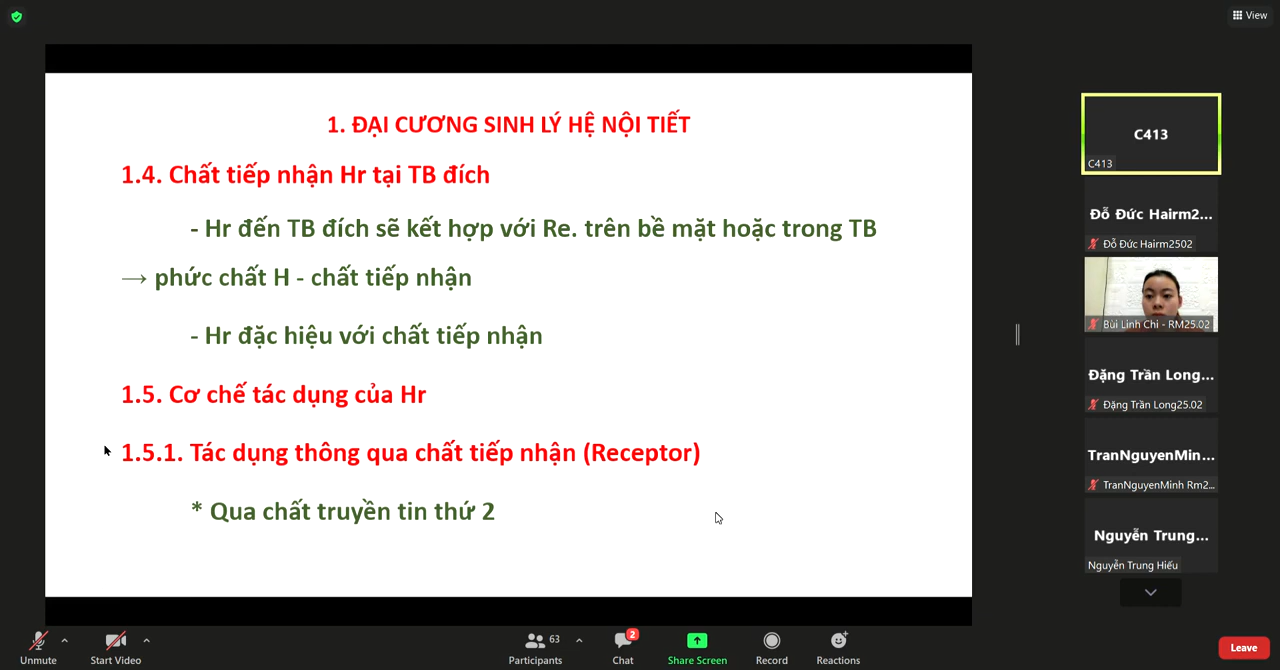 View
1. ĐẠI CƯƠNG SINH LÝ HỆ NỘI TIẾT
1.4. Chất tiếp nhận Hr tại TB đích
- Hr đến TB đích sẽ kết hợp với Re. trên bề mặt hoặc trong TB
→ phức chất H - chất tiếp nhận
- Hr đặc hiệu với chất tiếp nhận
1.5. Cơ chế tác dụng của Hr
1.5.1. Tác dụng thông qua chất tiếp nhận (Receptor)
* Qua chất truyền tin thứ 2
C413
C413
Đỗ Đức Hairm2...
Đỗ Đức Hairm2502
Bùi Linh Chi - RM25.02
Đặng Trần Long...
Đặng Trần Long25.02
TranNguyenMin...
TranNguyenMinh Rm2...
Nguyễn Trung...
Nguyễn Trung Hiếu
Unmute
Start Video
63
Participants
2
Chat
Share Screen
Record
Reactions
Leave